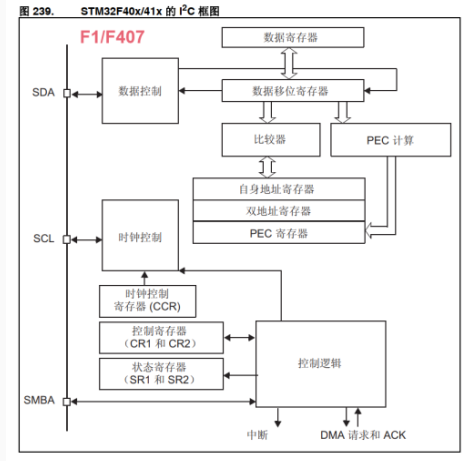 图 239. STM32F40x/41x 的 I²C 框图
F1/F407
数据寄存器
SDA
数据控制
数据移位寄存器
比较器
PEC 计算
自身地址寄存器
双地址寄存器
PEC 寄存器
SCL
时钟控制
时钟控制
寄存器 (CCR)
控制寄存器
（CR1 和 CR2）
控制逻辑
状态寄存器
（SR1 和 SR2）
SMBA
中断
DMA 请求和 ACK